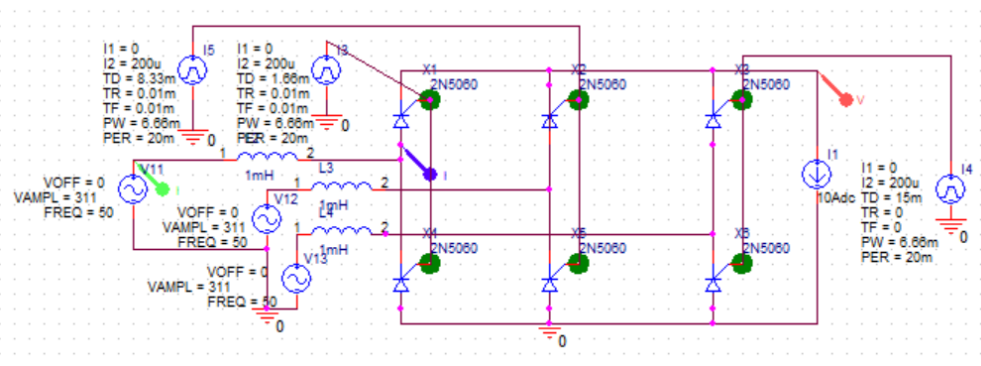 I5
I1 = 0
I2 = 200u
TD = 8.33m
TR = 0.01m
TF = 0.01m
PW = 6.66m
PER = 20m
0
I3
I1 = 0
I2 = 200u
TD = 1.66m
TR = 0.01m
TF = 0.01m
PW = 6.66m
PER = 20m
0
X1
2N5060
X2
2N5060
X3
2N5060
V
1
2
1mH
V11
I
VOFF = 0
VAMPL = 311
FREQ = 50
I
L3
1
2
1mH
V12
VOFF = 0
VAMPL = 311
FREQ = 50
L4
1
2
1mH
V13
VOFF = 0
VAMPL = 311
FREQ = 50
0
I1
10Adc
I4
I1 = 0
I2 = 200u
TD = 15m
TR = 0
TF = 0
PW = 6.66m
PER = 20m
0
X4
2N5060
X5
2N5060
X6
2N5060
0